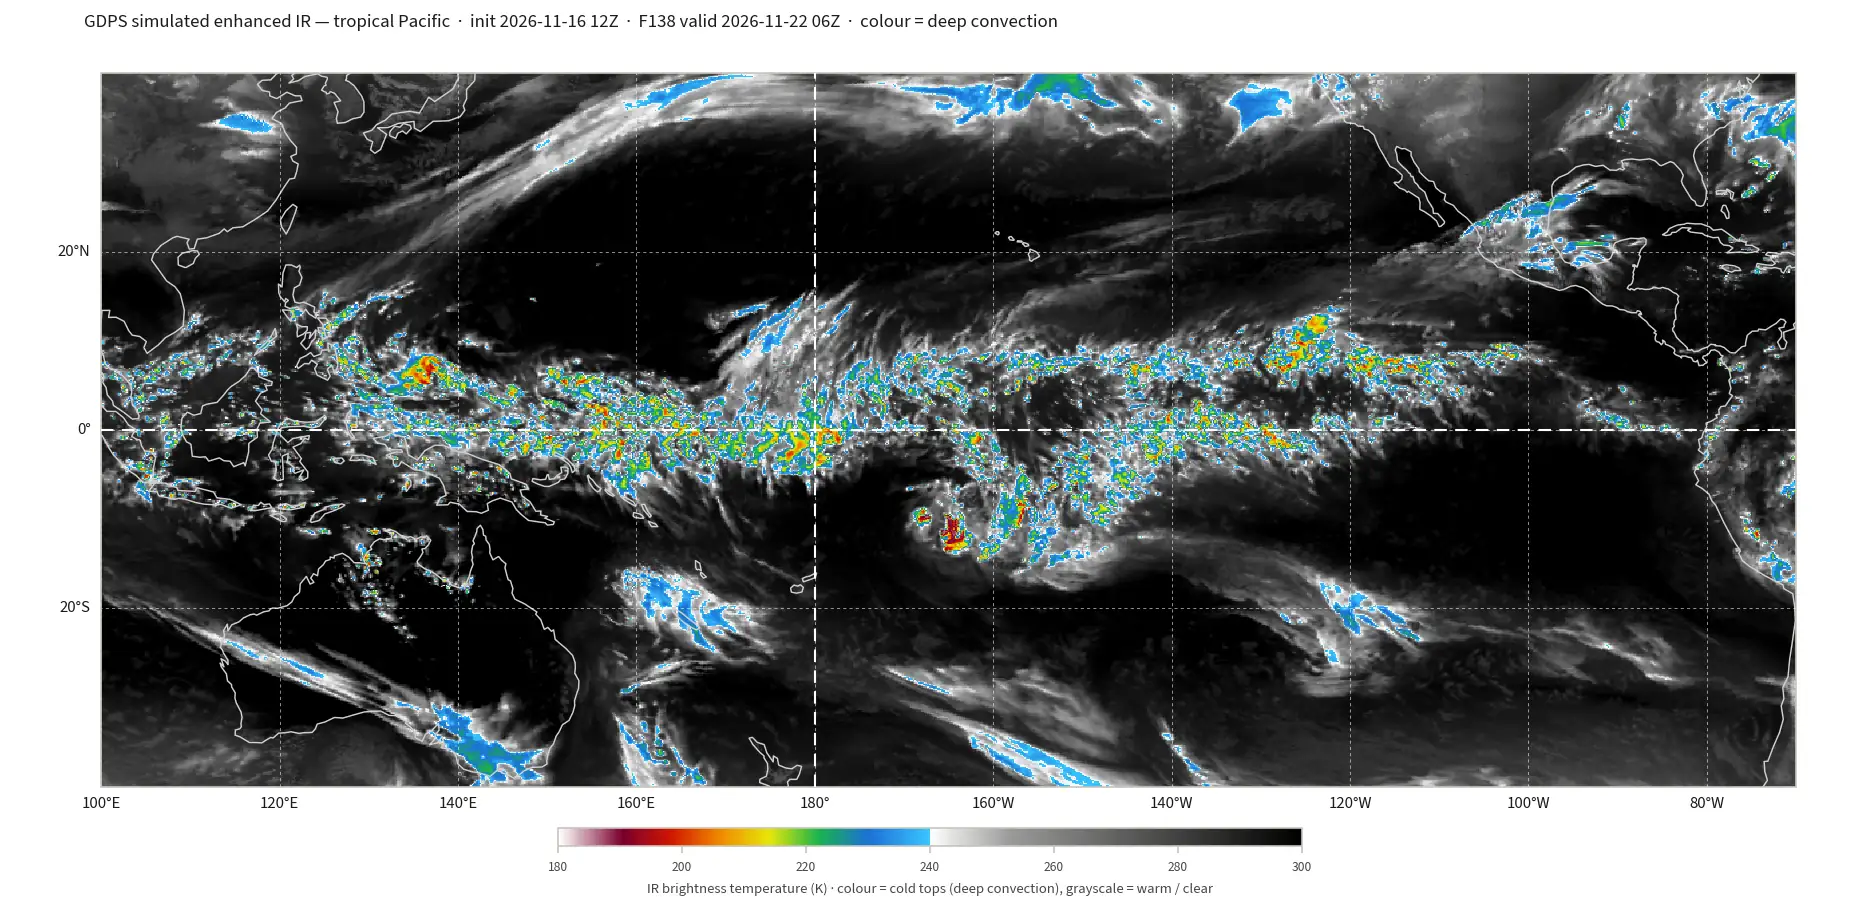 GDPS simulated enhanced IR — tropical Pacific · init 2026-11-16 12Z · F138 valid 2026-11-22 06Z · colour = deep convection
20°N
0°
20°S
100°E 120°E 140°E 160°E 180° 160°W 140°W 120°W 100°W 80°W
180 200 220 240 260 280 300
IR brightness temperature (K) · colour = cold tops (deep convection), grayscale = warm / clear